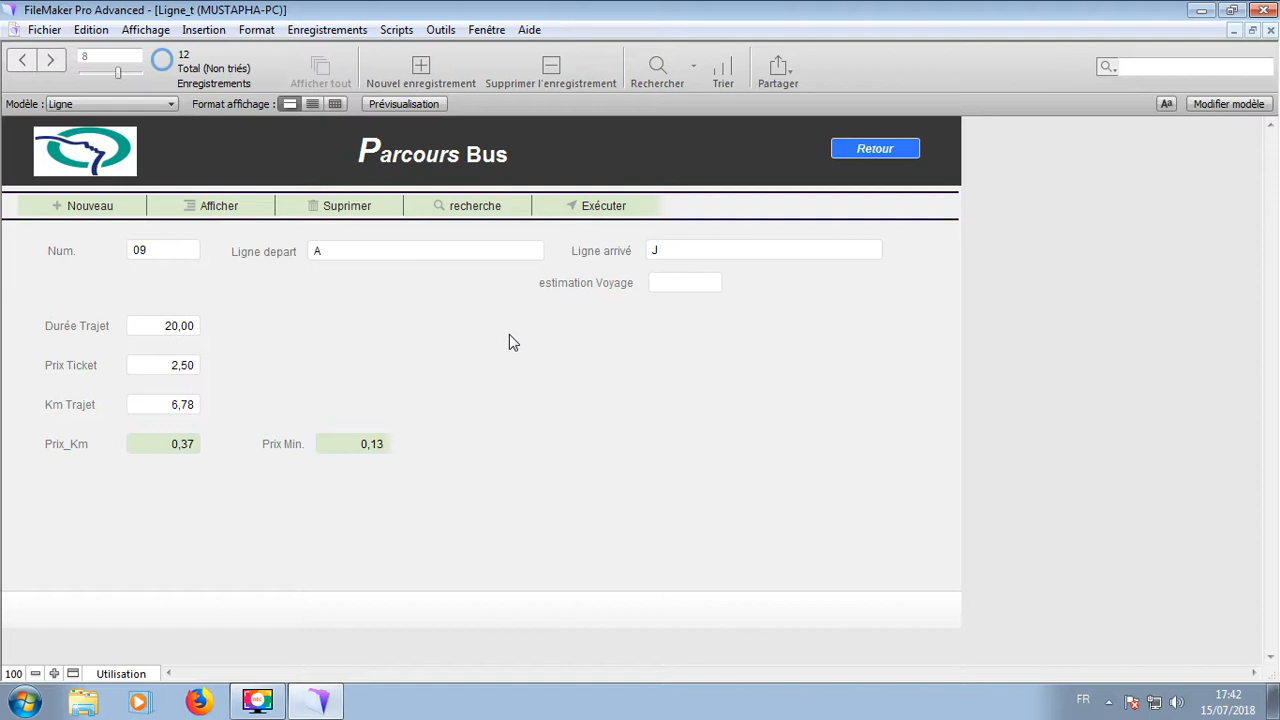 FileMaker Pro Advanced - [Ligne_t (MUSTAPHA-PC)]
Fichier Edition Affichage Insertion Format Enregistrements Scripts Outils Fenêtre Aide
8
12
Total (Non triés)
Enregistrements
Afficher tout
Nouvel enregistrement
Supprimer l'enregistrement
Rechercher
Trier
Partager
Modèle : Ligne
Format affichage :
Prévisualisation
Aa
Modifier modèle
Parcours Bus
Retour
Nouveau
Afficher
Suprimer
recherche
Exécuter
Num. 09 Ligne depart A Ligne arrivé J
estimation Voyage
Durée Trajet 20,00
Prix Ticket 2,50
Km Trajet 6,78
Prix_Km 0,37 Prix Min. 0,13
100
Utilisation
REC
FR
17:42
15/07/2018